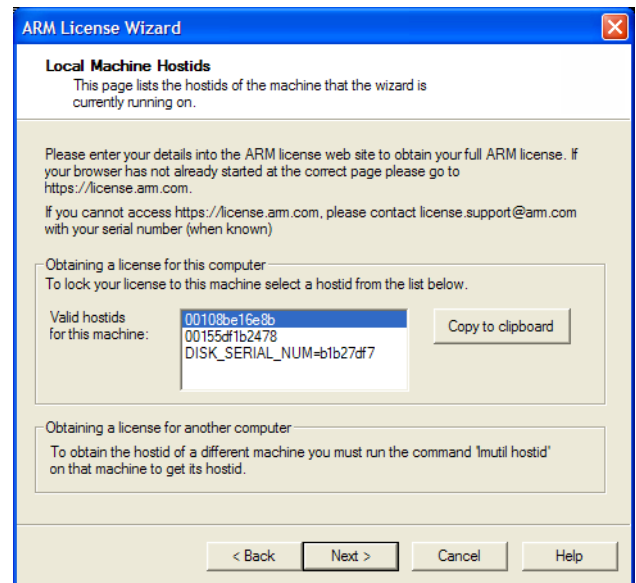 ARM License Wizard
Local Machine Hostids
This page lists the hostids of the machine that the wizard is
currently running on.
Please enter your details into the ARM license web site to obtain your full ARM license. If
your browser has not already started at the correct page please go to
https://license.arm.com.
If you cannot access https://license.arm.com, please contact license.support@arm.com
with your serial number (when known)
Obtaining a license for this computer
To lock your license to this machine select a hostid from the list below.
Valid hostids
for this machine:
00108be16e8b
00155df1b2478
DISK_SERIAL_NUM=b1b27df7
Copy to clipboard
Obtaining a license for another computer
To obtain the hostid of a different machine you must run the command 'lmutil hostid'
on that machine to get its hostid.
< Back
Next >
Cancel
Help